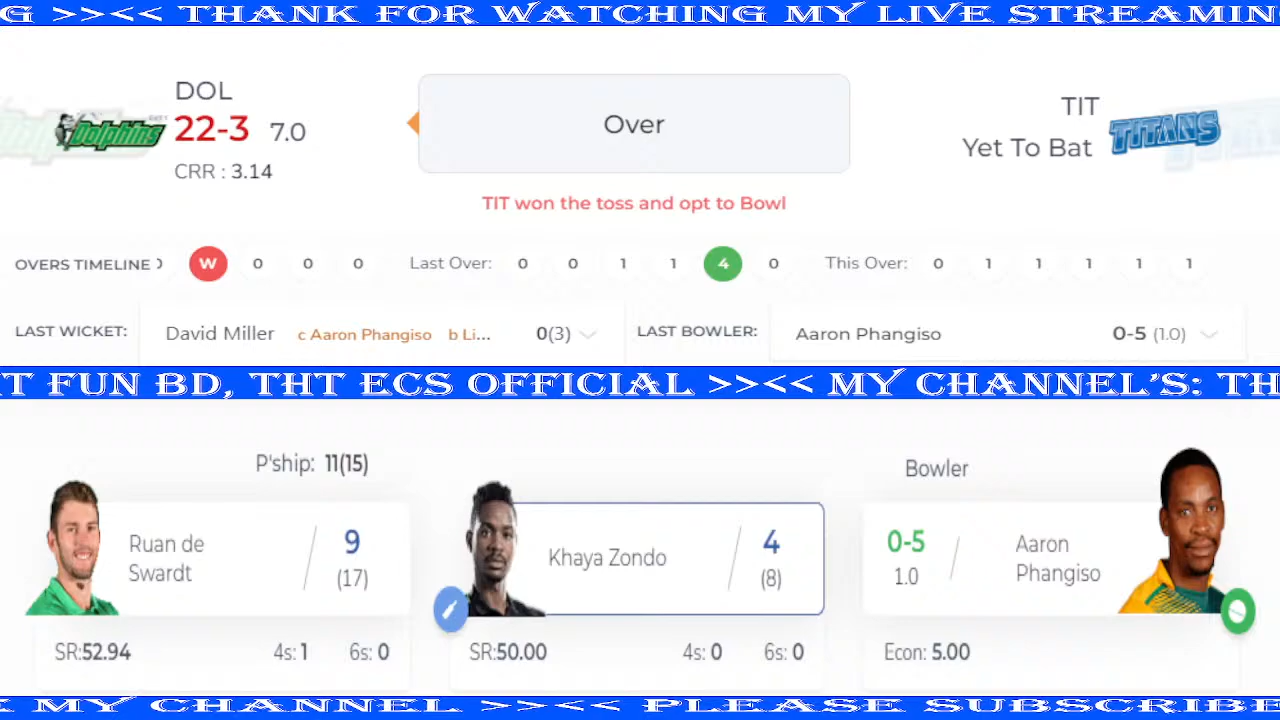 G >><< THANK FOR WATCHING MY LIVE STREAMING
DOL
Dolphins
22-3 7.0
CRR : 3.14
Over
TIT won the toss and opt to Bowl
TIT
Yet To Bat
TITANS
OVERS TIMELINE W 0 0 0 Last Over: 0 0 1 1 4 0 This Over: 0 1 1 1 1 1
LAST WICKET: David Miller c Aaron Phangiso b Li... 0(3) LAST BOWLER: Aaron Phangiso 0-5 (1.0)
T FUN BD, THT ECS OFFICIAL >><< MY CHANNEL'S: TH
P'ship: 11(15)
Ruan de Swardt
9
(17)
SR:52.94 4s: 1 6s: 0
Khaya Zondo
4
(8)
SR:50.00 4s: 0 6s: 0
Bowler
0-5
1.0
Aaron
Phangiso
Econ: 5.00
K MY CHANNEL >><< PLEASE SUBSCRIBE